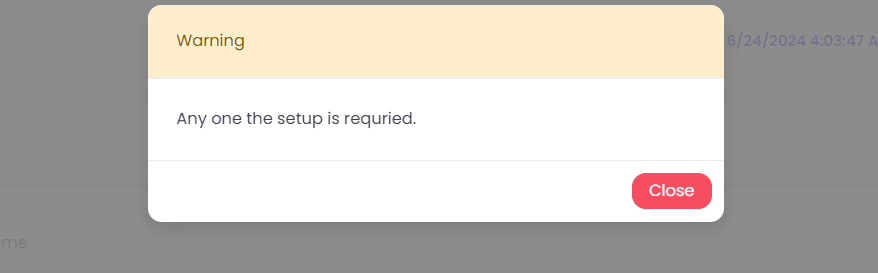 Warning
6/24/2024 4:03:47 A
Any one the setup is requried.
Close
me